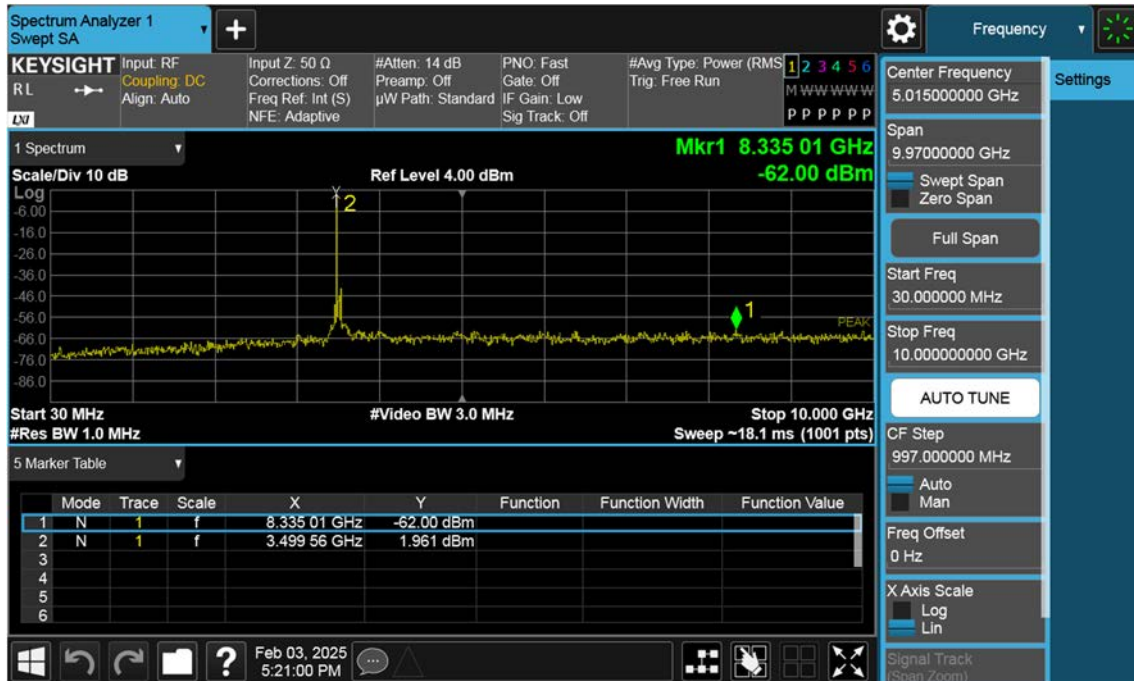 Spectrum Analyzer 1
Swept SA
+
Frequency
KEYSIGHT
RL
LXI
Input: RF
Coupling: DC
Align: Auto
Input Z: 50 Ω
Corrections: Off
Freq Ref: Int (S)
NFE: Adaptive
#Atten: 14 dB
Preamp: Off
µW Path: Standard
PNO: Fast
Gate: Off
IF Gain: Low
Sig Track: Off
#Avg Type: Power (RMS
Trig: Free Run
1 2 3 4 5 6
M W W W W W
P P P P P P
1 Spectrum
Scale/Div 10 dB
Ref Level 4.00 dBm
Mkr1 8.335 01 GHz
-62.00 dBm
Log
-6.00
-16.0
-26.0
-36.0
-46.0
-56.0
-66.0
-76.0
-86.0
2
1
PEAK
Start 30 MHz
#Video BW 3.0 MHz
Stop 10.000 GHz
#Res BW 1.0 MHz
Sweep ~18.1 ms (1001 pts)
5 Marker Table
Mode Trace Scale X Y Function Function Width Function Value
1 N 1 f 8.335 01 GHz -62.00 dBm
2 N 1 f 3.499 56 GHz 1.961 dBm
3
4
5
6
Feb 03, 2025
5:21:00 PM
Center Frequency
5.015000000 GHz
Span
9.97000000 GHz
Swept Span
Zero Span
Full Span
Start Freq
30.000000 MHz
Stop Freq
10.000000000 GHz
AUTO TUNE
CF Step
997.000000 MHz
Auto
Man
Freq Offset
0 Hz
X Axis Scale
Log
Lin
Signal Track
(Span Zoom)
Settings